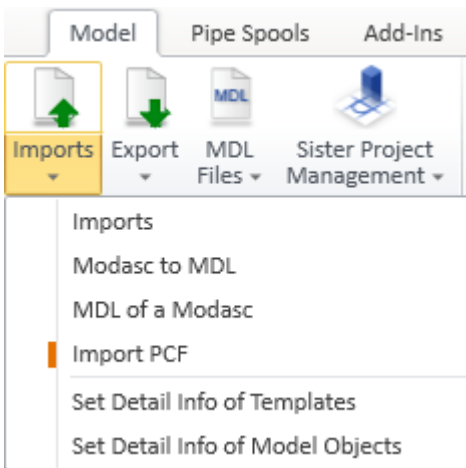 Model Pipe Spools Add-Ins
MDL
Imports Export MDL Sister Project
Files Management
Imports
Modasc to MDL
MDL of a Modasc
Import PCF
Set Detail Info of Templates
Set Detail Info of Model Objects